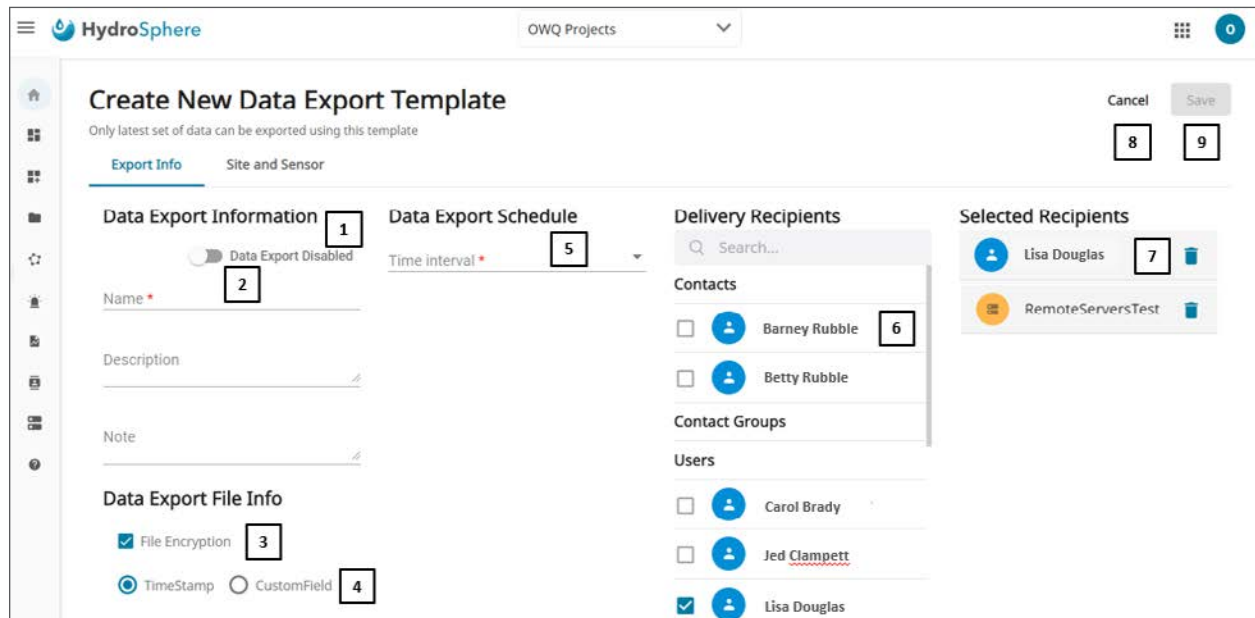 HydroSphere
OWQ Projects
O
Create New Data Export Template
Only latest set of data can be exported using this template
Cancel
Save
8
9
Export Info
Site and Sensor
Data Export Information
1
Data Export Disabled
2
Name *
Description
Note
Data Export File Info
File Encryption
3
TimeStamp
CustomField
4
Data Export Schedule
Time interval *
5
Delivery Recipients
Search...
Contacts
Barney Rubble
6
Betty Rubble
Contact Groups
Users
Carol Brady
Jed Clampett
Lisa Douglas
Selected Recipients
Lisa Douglas
7
RemoteServersTest